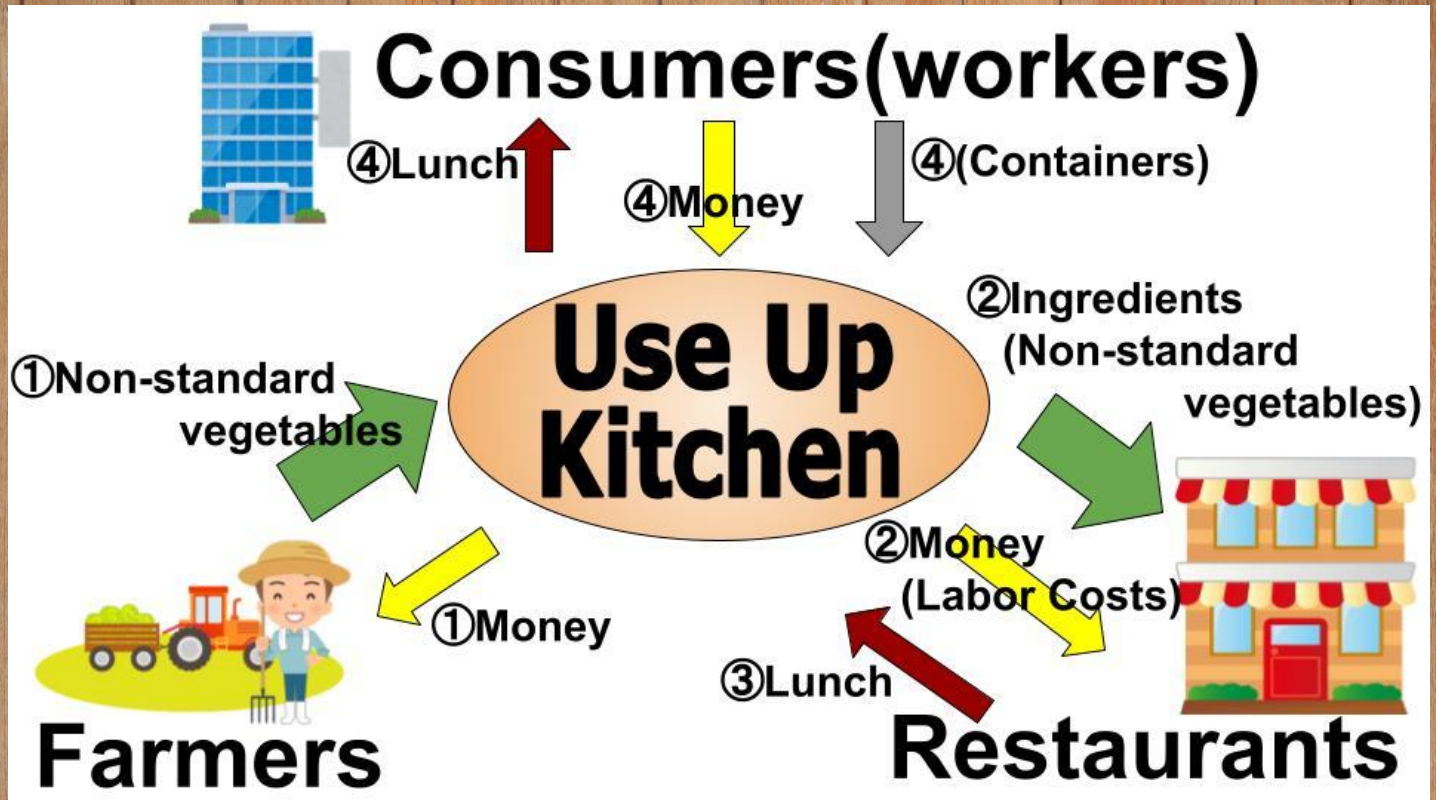 Consumers(workers)
④Lunch
④Money
④(Containers)
Use Up
Kitchen
②Ingredients
(Non-standard
vegetables)
①Non-standard
vegetables
②Money
(Labor Costs)
①Money
③Lunch
Farmers
Restaurants